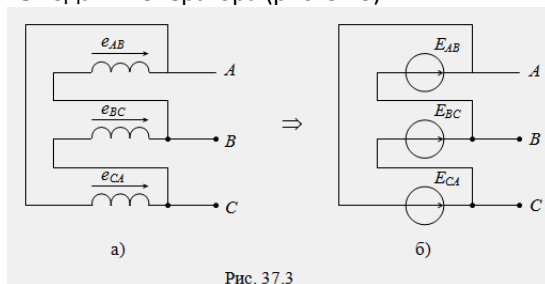 e_AB A E_AB A
e_BC B ⇒ E_BC B
e_CA C E_CA C
а) б)
Рис. 37.3